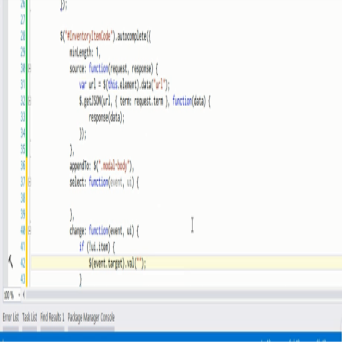 26 });
27
28 $("#InventoryItemCode").autocomplete({
29 minLength: 1,
30 source: function(request, response) {
31 var url = $(this.element).data("url");
32 $.getJSON(url, { term: request.term }, function(data) {
33 response(data);
34 });
35 },
36 appendTo: $(".modal-body"),
37 select: function(event, ui) {
38
39 },
40 change: function(event, ui) {
41 if (!ui.item) {
42 $(event.target).val("");
43 }
100 %
Error List Task List Find Results 1 Package Manager Console